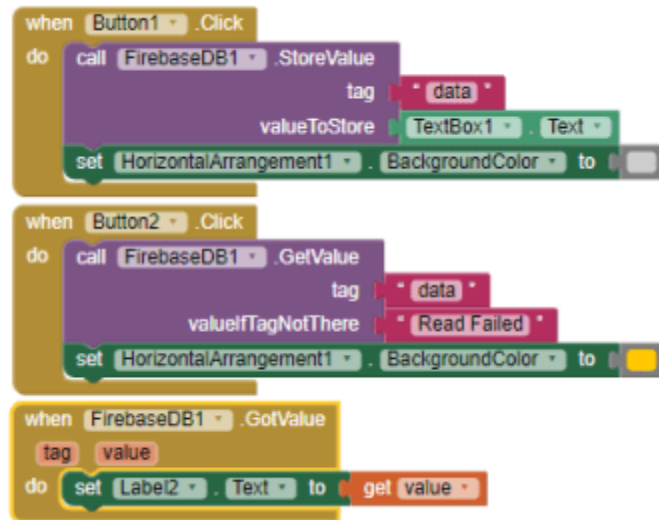 when Button1 .Click
do call FirebaseDB1 .StoreValue
tag " data "
valueToStore TextBox1 . Text
set HorizontalArrangement1 . BackgroundColor to
when Button2 .Click
do call FirebaseDB1 .GetValue
tag " data "
valueIfTagNotThere " Read Failed "
set HorizontalArrangement1 . BackgroundColor to
when FirebaseDB1 .GotValue
tag value
do set Label2 . Text to get value